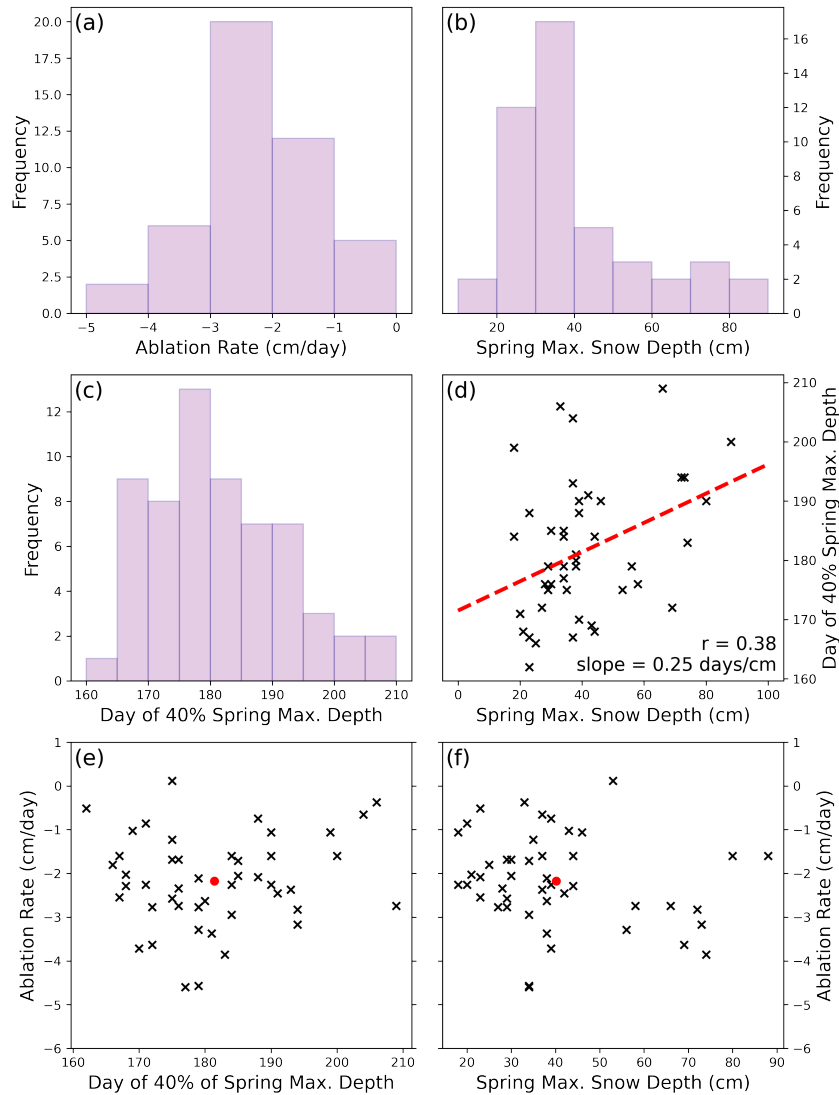 (a)
Frequency
20.0
17.5
15.0
12.5
10.0
7.5
5.0
2.5
0.0
−5 −4 −3 −2 −1 0
Ablation Rate (cm/day)
(b)
16
14
12
10
8
6
4
2
0
Frequency
20 40 60 80
Spring Max. Snow Depth (cm)
(c)
Frequency
12
10
8
6
4
2
0
160 170 180 190 200 210
Day of 40% Spring Max. Depth
(d)
210
200
190
180
170
160
Day of 40% Spring Max. Depth
r = 0.38
slope = 0.25 days/cm
0 20 40 60 80 100
Spring Max. Snow Depth (cm)
(e)
Ablation Rate (cm/day)
1
0
−1
−2
−3
−4
−5
−6
160 170 180 190 200 210
Day of 40% of Spring Max. Depth
(f)
1
0
−1
−2
−3
−4
−5
−6
Ablation Rate (cm/day)
20 30 40 50 60 70 80 90
Spring Max. Snow Depth (cm)